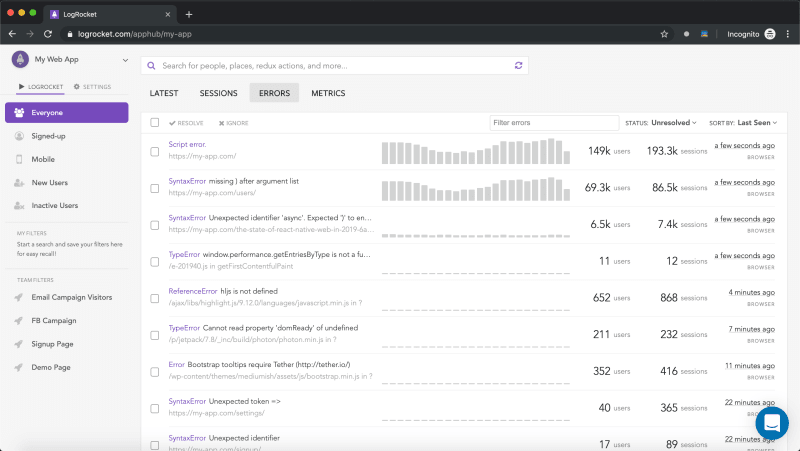 LogRocket
logrocket.com/apphub/my-app
Incognito
My Web App
LOGROCKET
SETTINGS
Everyone
Signed-up
Mobile
New Users
Inactive Users
MY FILTERS
Start a search and save your filters here
for easy recall!
TEAM FILTERS
Email Campaign Visitors
FB Campaign
Signup Page
Demo Page
Search for people, places, redux actions, and more...
LATEST
SESSIONS
ERRORS
METRICS
RESOLVE
IGNORE
Filter errors
STATUS: Unresolved
SORT BY: Last Seen
Script error.
https://my-app.com/
149k users
193.3k sessions
a few seconds ago
BROWSER
SyntaxError missing ) after argument list
https://my-app.com/users/
69.3k users
86.5k sessions
a few seconds ago
BROWSER
SyntaxError Unexpected identifier 'async'. Expected ')' to en...
https://my-app.com/the-state-of-react-native-web-in-2019-6a...
6.5k users
7.4k sessions
a few seconds ago
BROWSER
TypeError window.performance.getEntriesByType is not a fu...
/e-201940.js in getFirstContentfulPaint
11 users
12 sessions
a few seconds ago
BROWSER
ReferenceError hljs is not defined
/ajax/libs/highlight.js/9.12.0/languages/javascript.min.js in ?
652 users
868 sessions
4 minutes ago
BROWSER
TypeError Cannot read property 'domReady' of undefined
/p/jetpack/7.8/_inc/build/photon/photon.min.js in ?
211 users
232 sessions
7 minutes ago
BROWSER
Error Bootstrap tooltips require Tether (http://tether.io/)
/wp-content/themes/mediumish/assets/js/bootstrap.min.js in ?
352 users
416 sessions
11 minutes ago
BROWSER
SyntaxError Unexpected token =>
https://my-app.com/settings/
40 users
365 sessions
22 minutes ago
SyntaxError Unexpected identifier
https://my-app.com/signup/
17 users
89 sessions
22 minutes ago
BROWSER